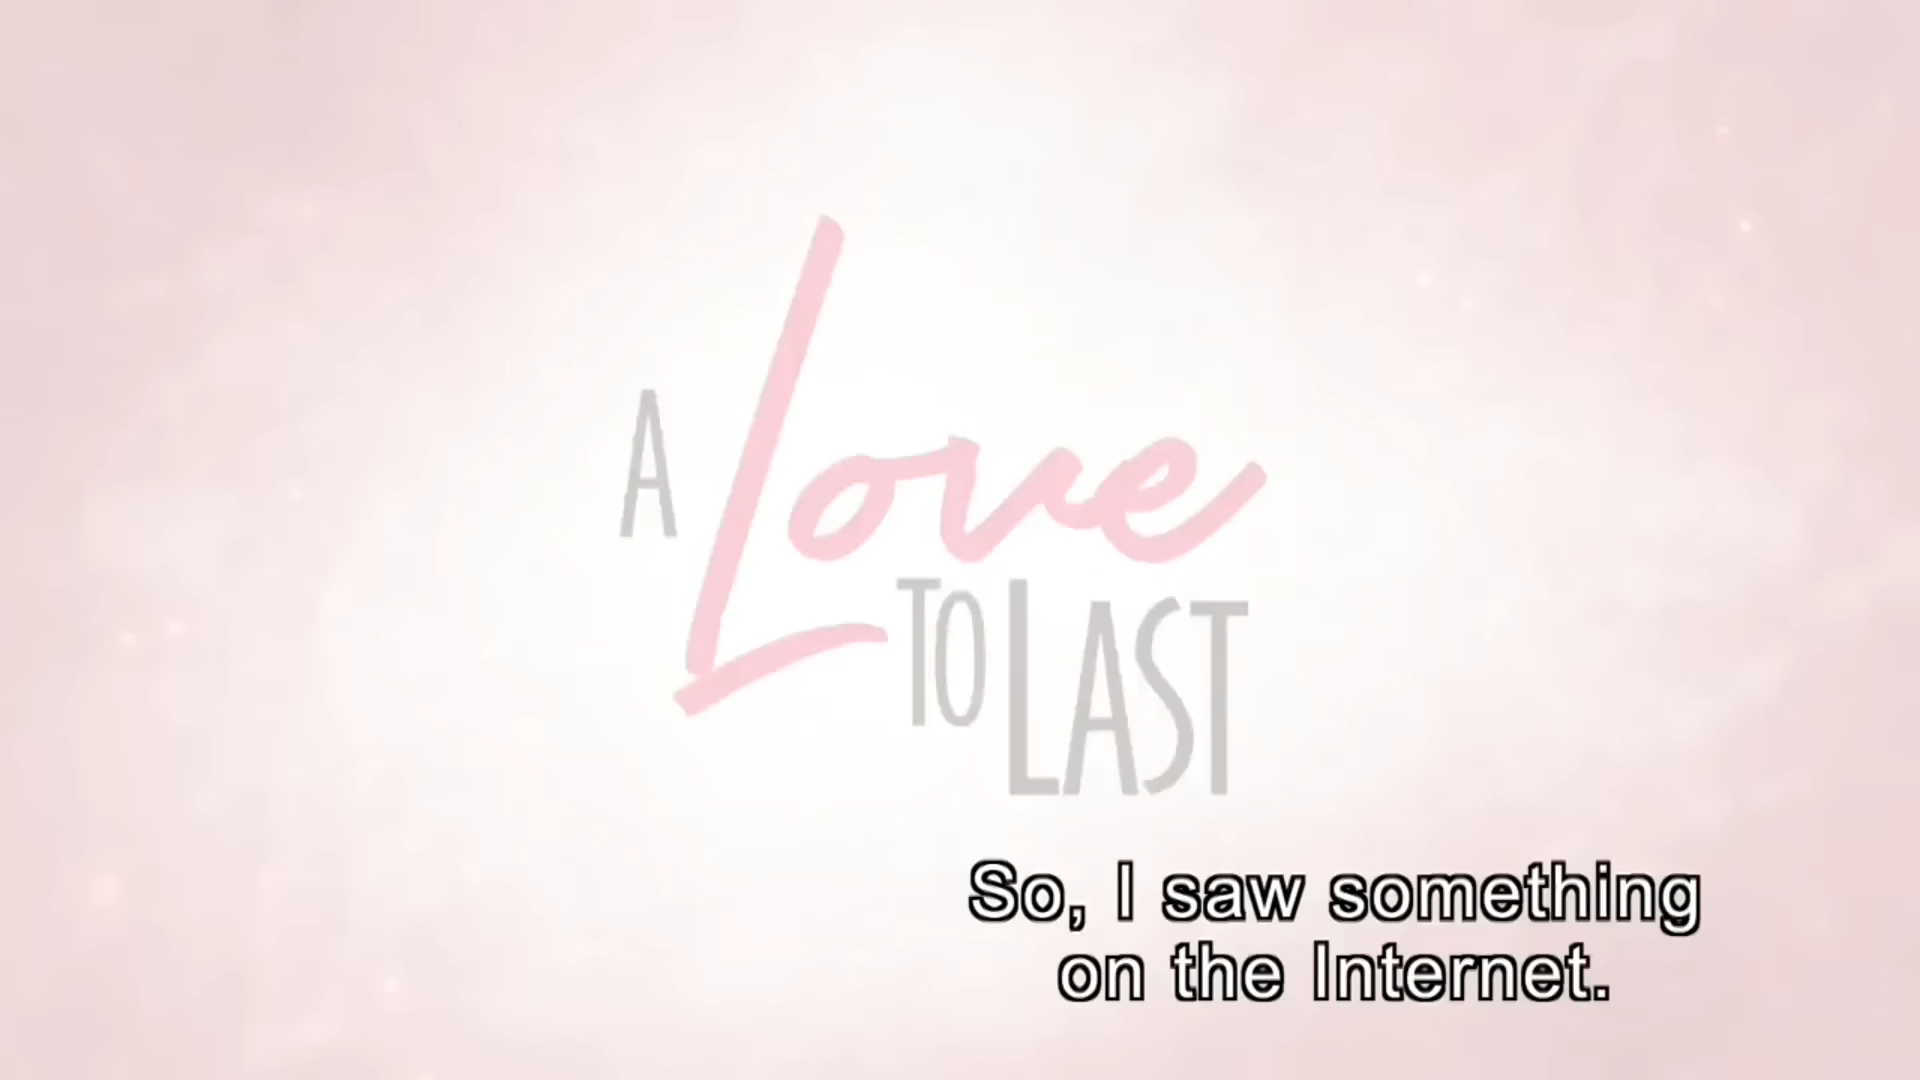 A Love
TO LAST
So, I saw something
on the Internet.